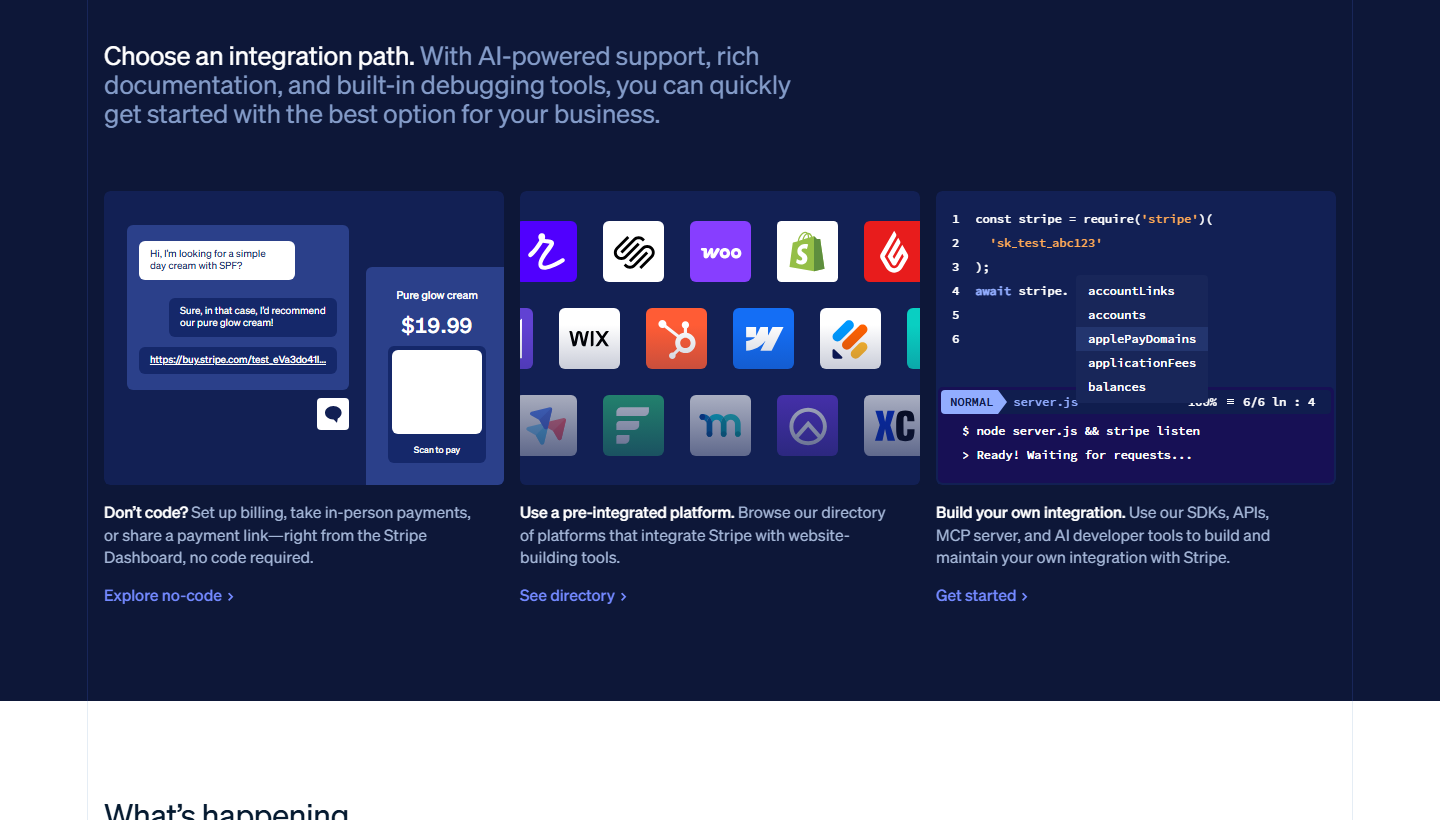 Choose an integration path. With AI-powered support, rich
documentation, and built-in debugging tools, you can quickly
get started with the best option for your business.
Hi, I'm looking for a simple
day cream with SPF?
Sure, in that case, I'd recommend
our pure glow cream!
https://buy.stripe.com/test_eVa3do41l...
Pure glow cream
$19.99
Scan to pay
woo
WIX
m
XC
1 const stripe = require('stripe')(
2 'sk_test_abc123'
3 );
4 await stripe.
5
6
accountLinks
accounts
applePayDomains
applicationFees
balances
NORMAL server.js 100% ≡ 6/6 ln : 4
$ node server.js && stripe listen
> Ready! Waiting for requests...
Don't code? Set up billing, take in-person payments,
or share a payment link—right from the Stripe
Dashboard, no code required.
Explore no-code >
Use a pre-integrated platform. Browse our directory
of platforms that integrate Stripe with website-
building tools.
See directory >
Build your own integration. Use our SDKs, APIs,
MCP server, and AI developer tools to build and
maintain your own integration with Stripe.
Get started >
What's happening